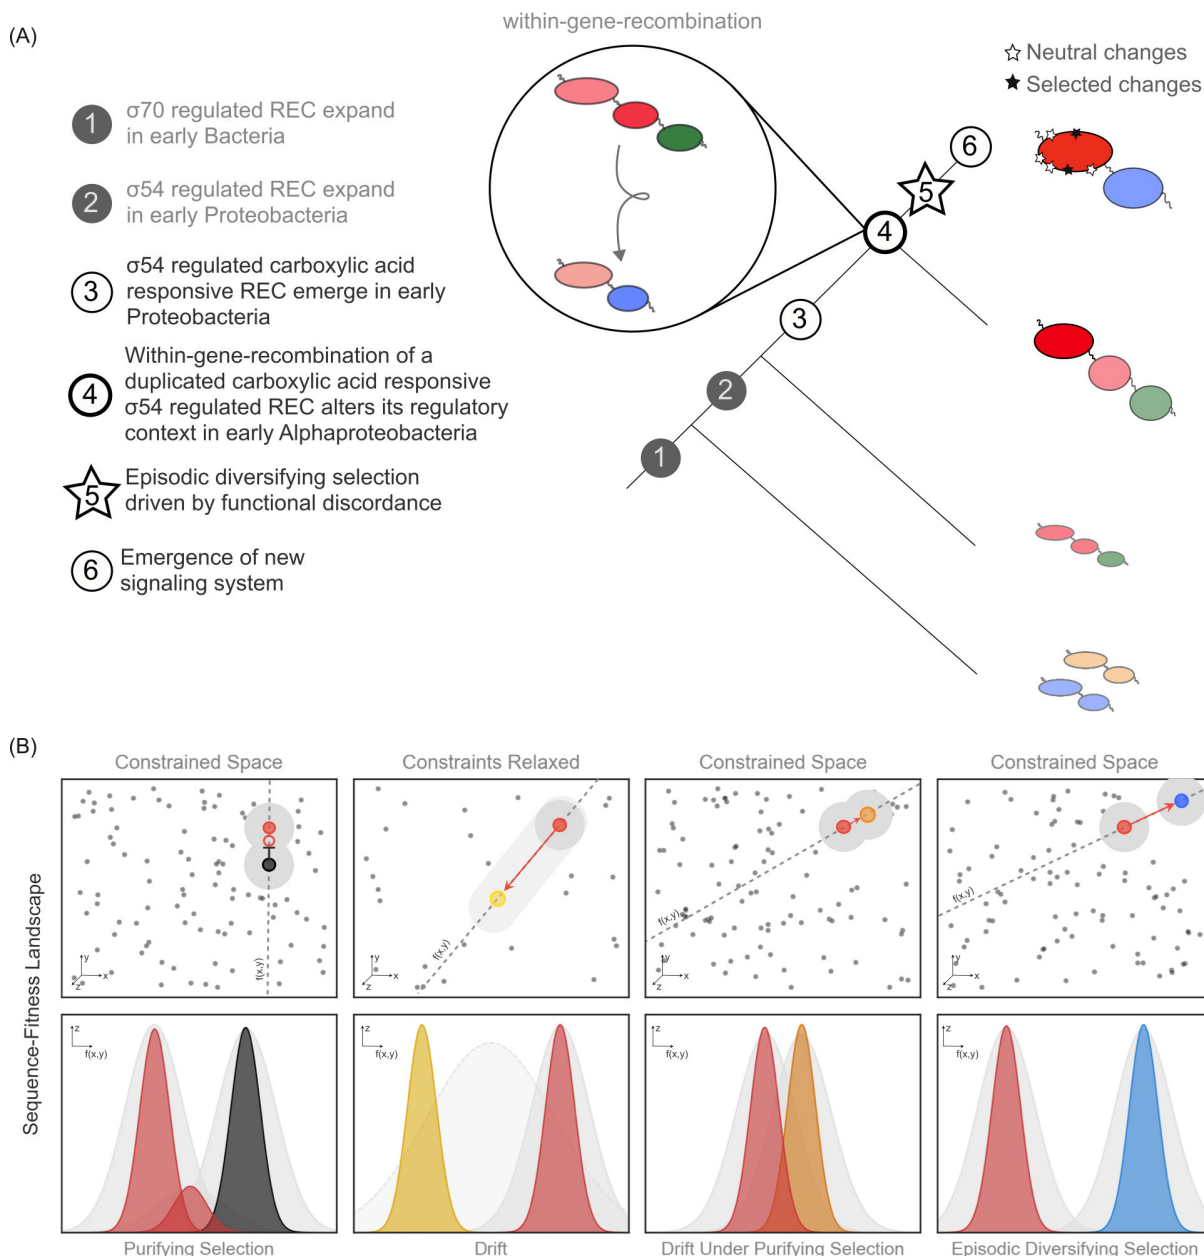 (A)
within-gene-recombination
Neutral changes
Selected changes
1
σ70 regulated REC expand
in early Bacteria
2
σ54 regulated REC expand
in early Proteobacteria
3
σ54 regulated carboxylic acid
responsive REC emerge in early
Proteobacteria
4
Within-gene-recombination of a
duplicated carboxylic acid responsive
σ54 regulated REC alters its regulatory
context in early Alphaproteobacteria
5
Episodic diversifying selection
driven by functional discordance
6
Emergence of new
signaling system
6
5
4
3
2
1
(B)
Sequence-Fitness Landscape
Constrained Space
Constraints Relaxed
Constrained Space
Constrained Space
y
x
z
f(x,y)
y
x
z
f(x,y)
y
x
z
f(x,y)
y
x
z
f(x,y)
z
f(x,y)
z
f(x,y)
z
f(x,y)
z
f(x,y)
Purifying Selection
Drift
Drift Under Purifying Selection
Episodic Diversifying Selection